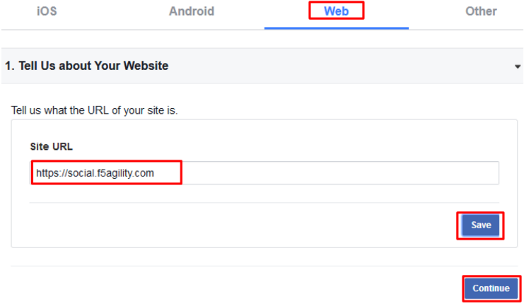 iOS Android Web Other
1. Tell Us about Your Website
Tell us what the URL of your site is.
Site URL
https://social.f5agility.com
Save
Continue